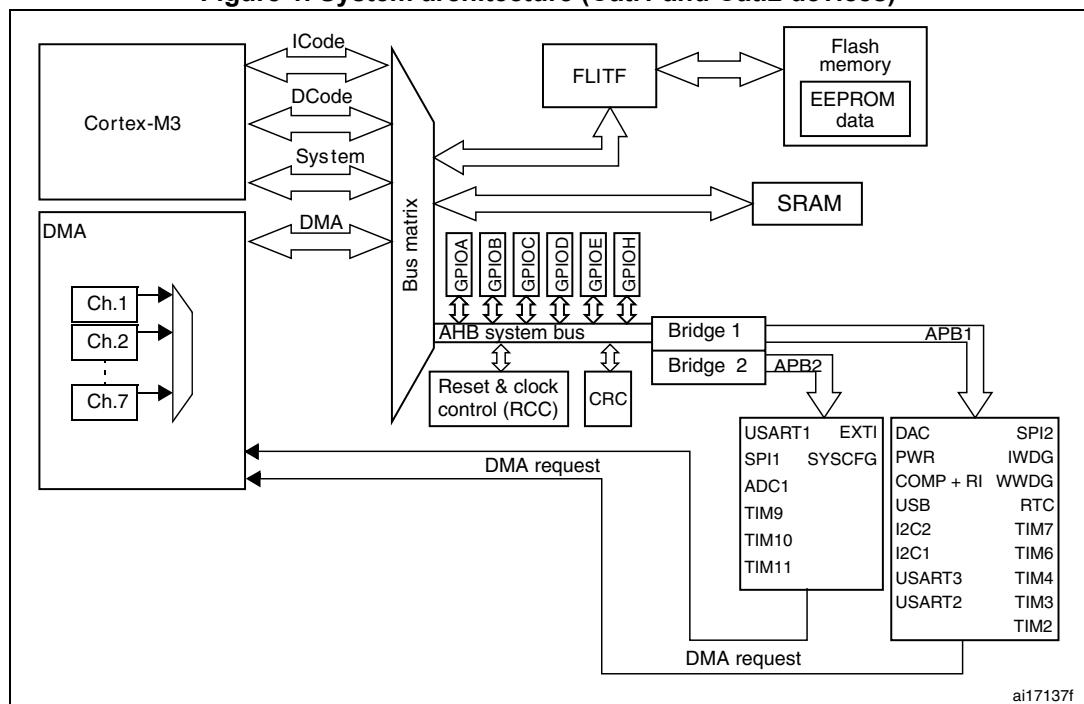 Figure 1. System architecture (Cat.1 and Cat.2 devices)
ICode
DCode
System
DMA
Cortex-M3
DMA
Ch.1
Ch.2
Ch.7
Bus matrix
FLITF
Flash
memory
EEPROM
data
SRAM
GPIOA
GPIOB
GPIOC
GPIOD
GPIOE
GPIOH
AHB system bus
Bridge 1
Bridge 2
APB1
APB2
Reset & clock
control (RCC)
CRC
DMA request
USART1 EXTI
SPI1 SYSCFG
ADC1
TIM9
TIM10
TIM11
DAC SPI2
PWR IWDG
COMP + RI WWDG
USB RTC
I2C2 TIM7
I2C1 TIM6
USART3 TIM4
USART2 TIM3
TIM2
DMA request
ai17137f